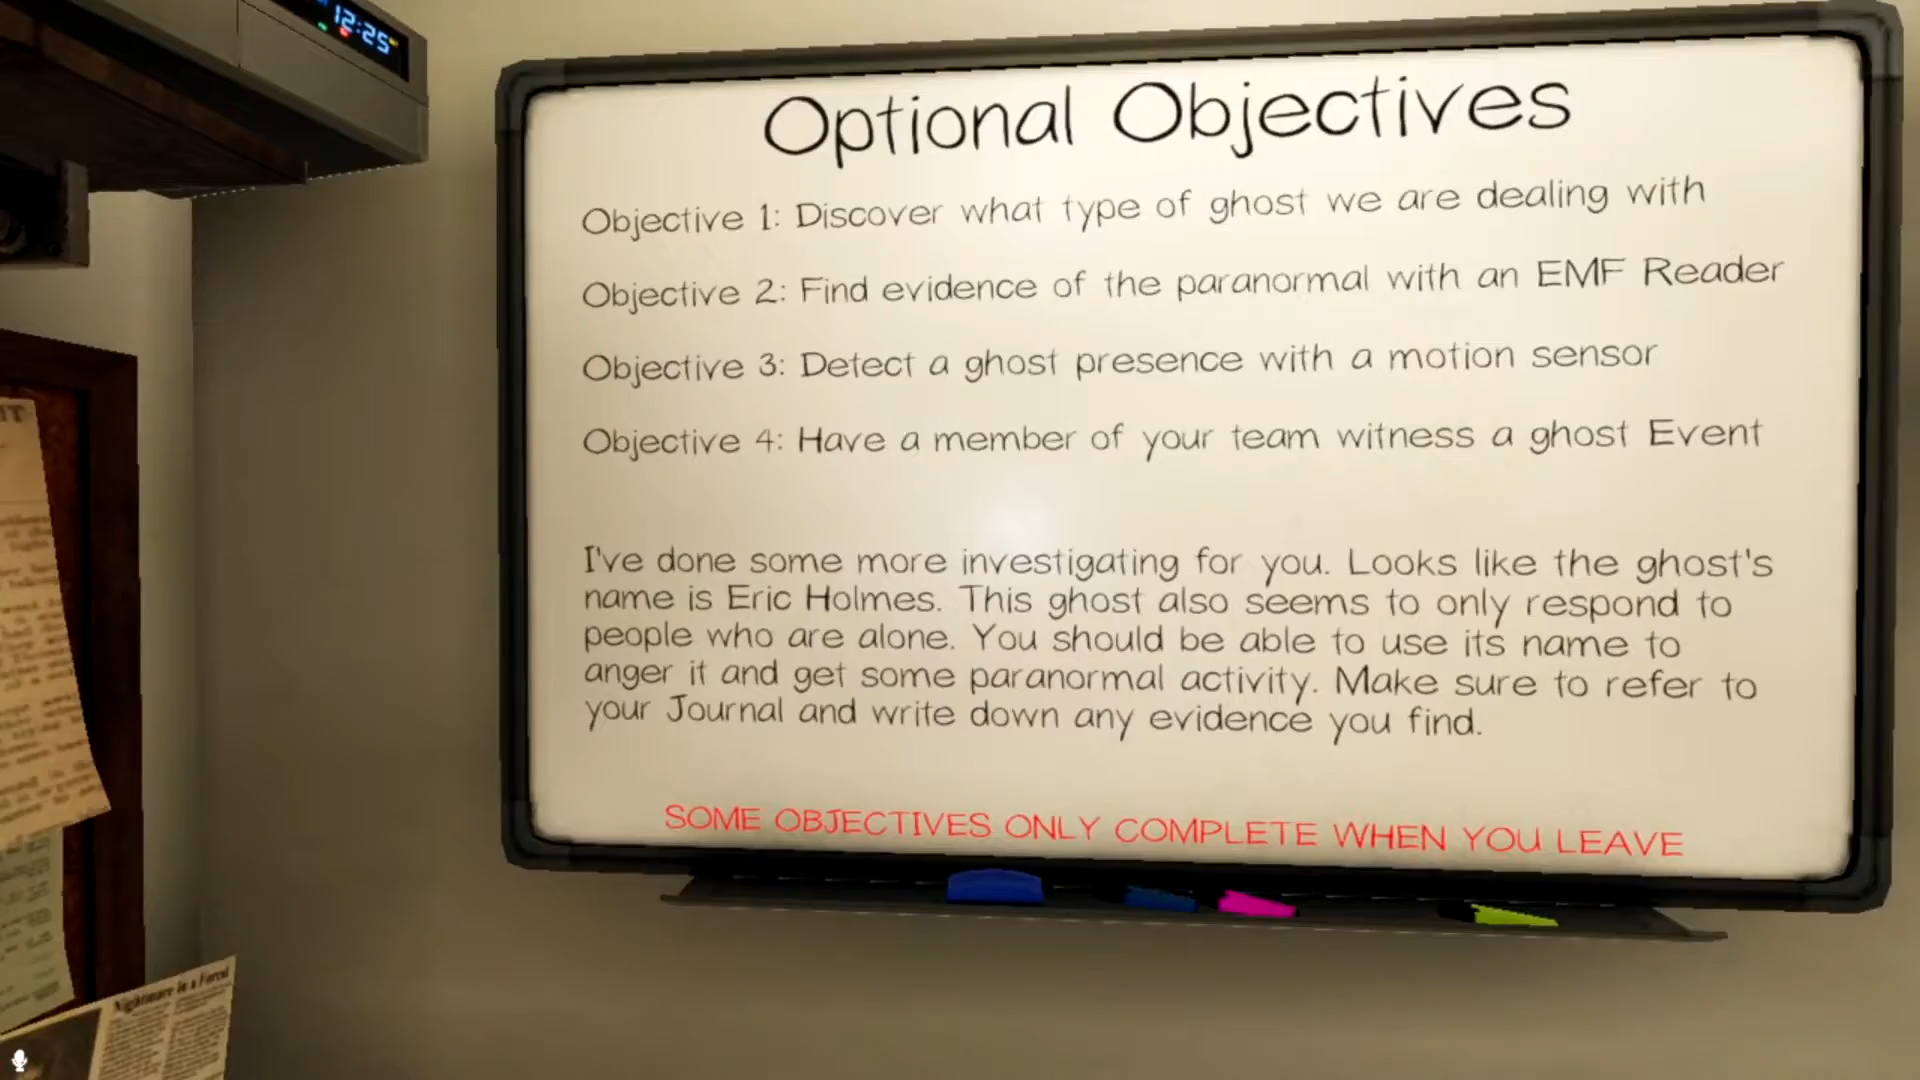 12:25
Optional Objectives
Objective 1: Discover what type of ghost we are dealing with
Objective 2: Find evidence of the paranormal with an EMF Reader
Objective 3: Detect a ghost presence with a motion sensor
Objective 4: Have a member of your team witness a ghost Event
I've done some more investigating for you. Looks like the ghost's
name is Eric Holmes. This ghost also seems to only respond to
people who are alone. You should be able to use its name to
anger it and get some paranormal activity. Make sure to refer to
your Journal and write down any evidence you find.
SOME OBJECTIVES ONLY COMPLETE WHEN YOU LEAVE
Nightmare in a Forest